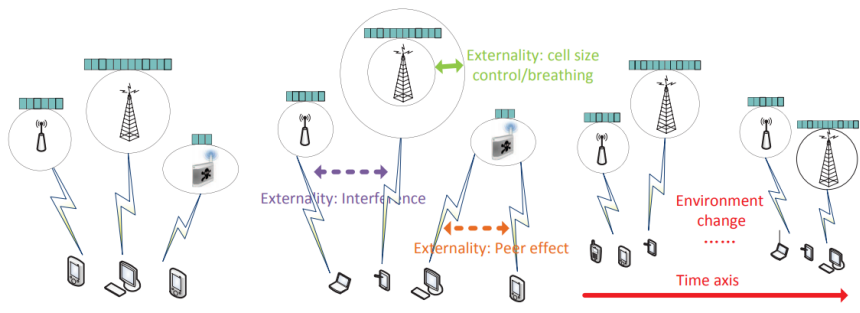 Externality: cell size
control/breathing
Externality: Interference
Externality: Peer effect
Environment
change
......
Time axis